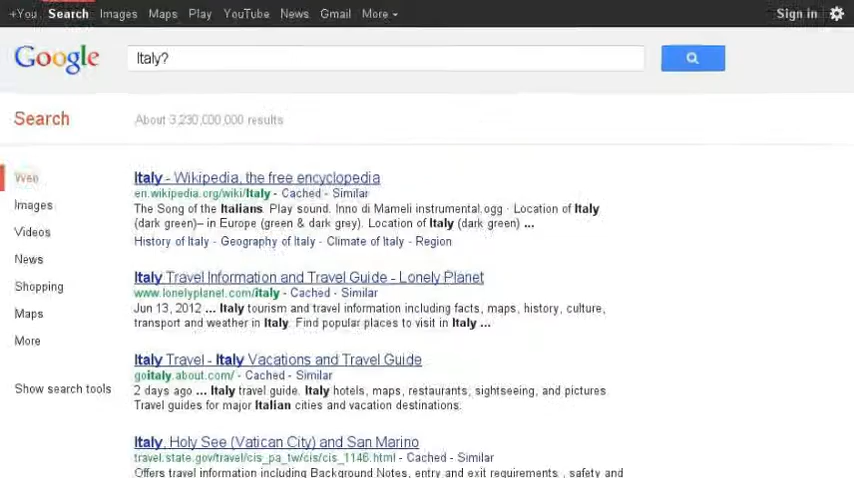 +You Search Images Maps Play YouTube News Gmail More Sign in
Google Italy?
Search About 3,230,000,000 results
Web
Images
Videos
News
Shopping
Maps
More
Show search tools
Italy - Wikipedia, the free encyclopedia
en.wikipedia.org/wiki/Italy - Cached - Similar
The Song of the Italians. Play sound. Inno di Mameli instrumental.ogg · Location of Italy
(dark green)– in Europe (green & dark grey). Location of Italy (dark green) ...
History of Italy - Geography of Italy - Climate of Italy - Region
Italy Travel Information and Travel Guide - Lonely Planet
www.lonelyplanet.com/italy - Cached - Similar
Jun 13, 2012 ... Italy tourism and travel information including facts, maps, history, culture,
transport and weather in Italy. Find popular places to visit in Italy ...
Italy Travel - Italy Vacations and Travel Guide
goitaly.about.com/ - Cached - Similar
2 days ago ... Italy travel guide. Italy hotels, maps, restaurants, sightseeing, and pictures
Travel guides for major Italian cities and vacation destinations.
Italy, Holy See (Vatican City) and San Marino
travel.state.gov/travel/cis_pa_tw/cis/cis_1146.html - Cached - Similar
Offers travel information including Background Notes, entry and exit requirements, , safety and